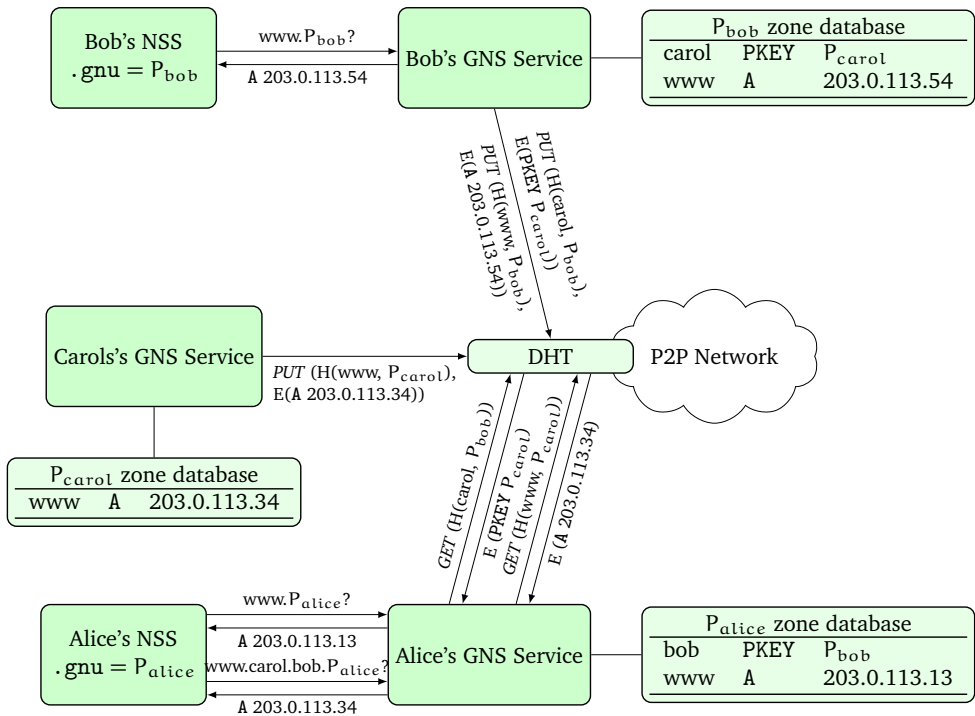 Bob's NSS
.gnu = P_bob
www.P_bob?
A 203.0.113.54
Bob's GNS Service
P_bob zone database
carol PKEY P_carol
www A 203.0.113.54
PUT (H(carol, P_bob),
E(PKEY P_carol))
PUT (H(www, P_bob),
E(A 203.0.113.54))
Carols's GNS Service
PUT (H(www, P_carol),
E(A 203.0.113.34))
DHT
P2P Network
P_carol zone database
www A 203.0.113.34
GET (H(carol, P_bob))
E (PKEY P_carol)
GET (H(www, P_carol))
E (A 203.0.113.34)
Alice's NSS
.gnu = P_alice
www.P_alice?
A 203.0.113.13
www.carol.bob.P_alice?
A 203.0.113.34
Alice's GNS Service
P_alice zone database
bob PKEY P_bob
www A 203.0.113.13